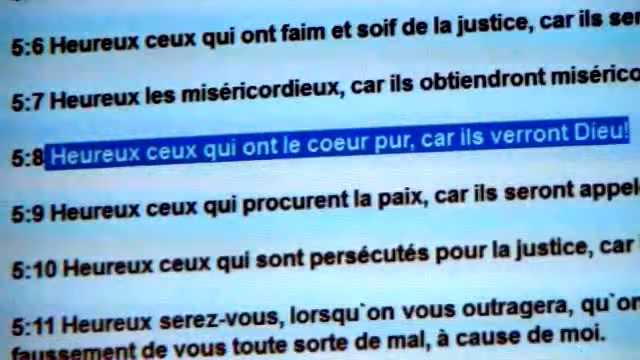 5:6 Heureux ceux qui ont faim et soif de la justice, car ils
5:7 Heureux les miséricordieux, car ils obtiendront
5:8 Heureux ceux qui ont le coeur pur, car ils verront Dieu!
5:9 Heureux ceux qui procurent la paix, car ils seront
5:10 Heureux ceux qui sont persécutés pour la justice, car
5:11 Heureux serez-vous, lorsqu`on vous outragera,
faussement de vous toute sorte de mal, à cause de moi.